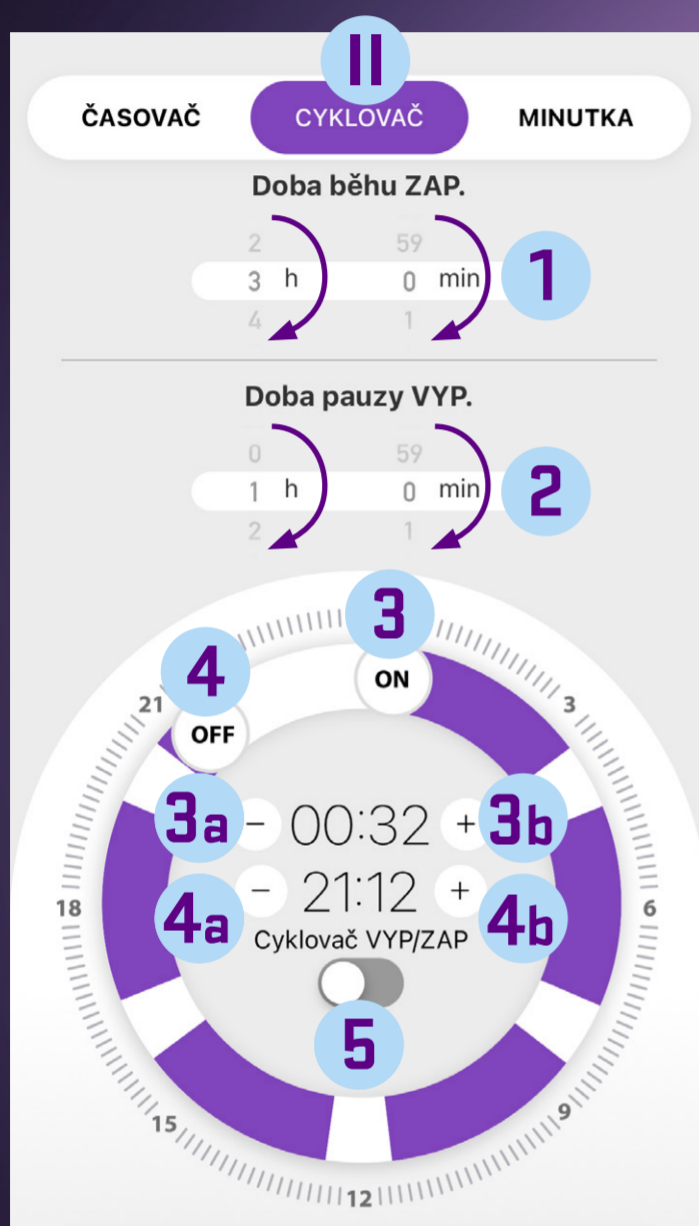 II
ČASOVAČ CYKLOVAČ MINUTKA
Doba běhu ZAP.
2 59
3 h 0 min 1
4 1
Doba pauzy VYP.
0 59
1 h 0 min 2
2 1
3
4 ON
21 OFF 3
3a - 00:32 + 3b
4a - 21:12 + 4b
18 6
Cyklovač VYP/ZAP
5
15 9
12